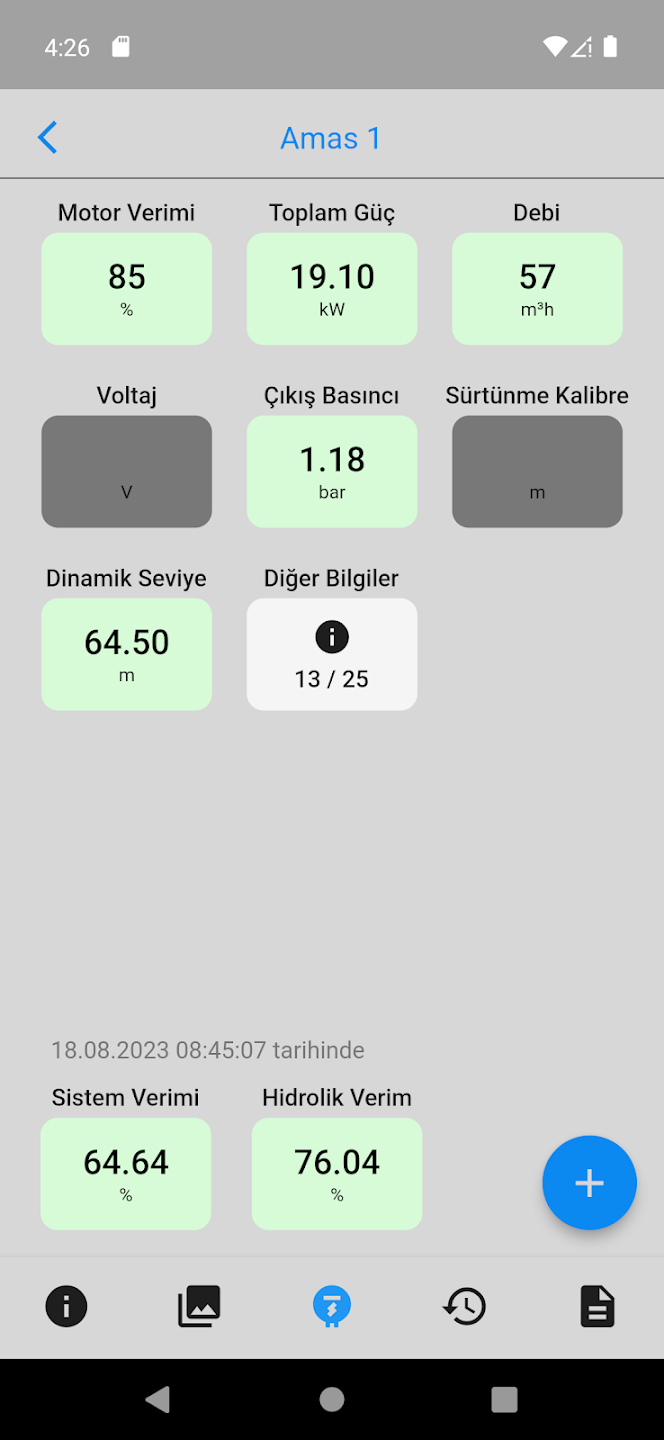 4:26
Amas 1
Motor Verimi Toplam Güç Debi
85 19.10 57
% kW m³h
Voltaj Çıkış Basıncı Sürtünme Kalibre
1.18
V bar m
Dinamik Seviye Diğer Bilgiler
64.50
m
13 / 25
18.08.2023 08:45:07 tarihinde
Sistem Verimi Hidrolik Verim
64.64 76.04
% %